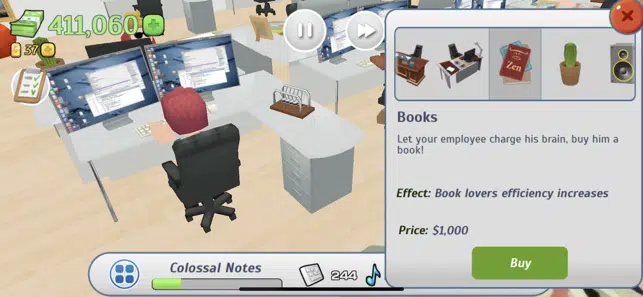 411,060
37
Zen
Books
Let your employee charge his brain, buy him a
book!
Effect: Book lovers efficiency increases
Price: $1,000
Buy
Colossal Notes
244